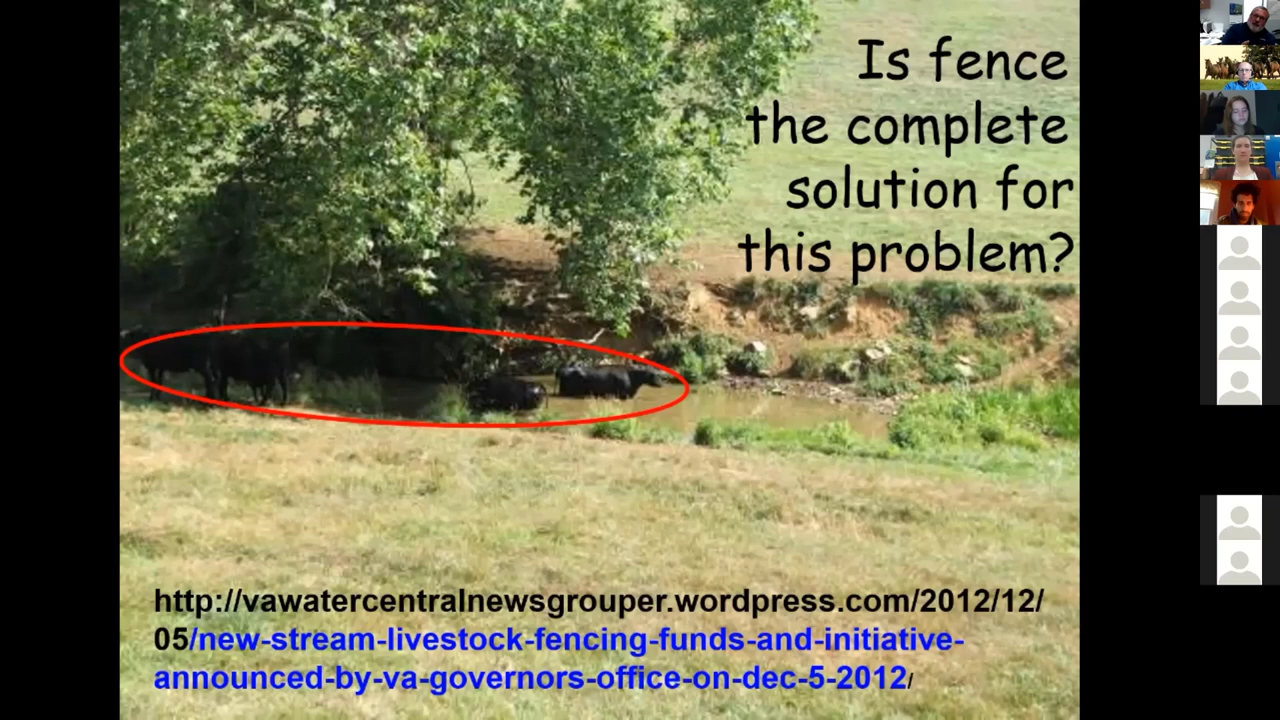 Is fence
the complete
solution for
this problem?
http://vawatercentralnewsgrouper.wordpress.com/2012/12/
05/new-stream-livestock-fencing-funds-and-initiative-
announced-by-va-governors-office-on-dec-5-2012/